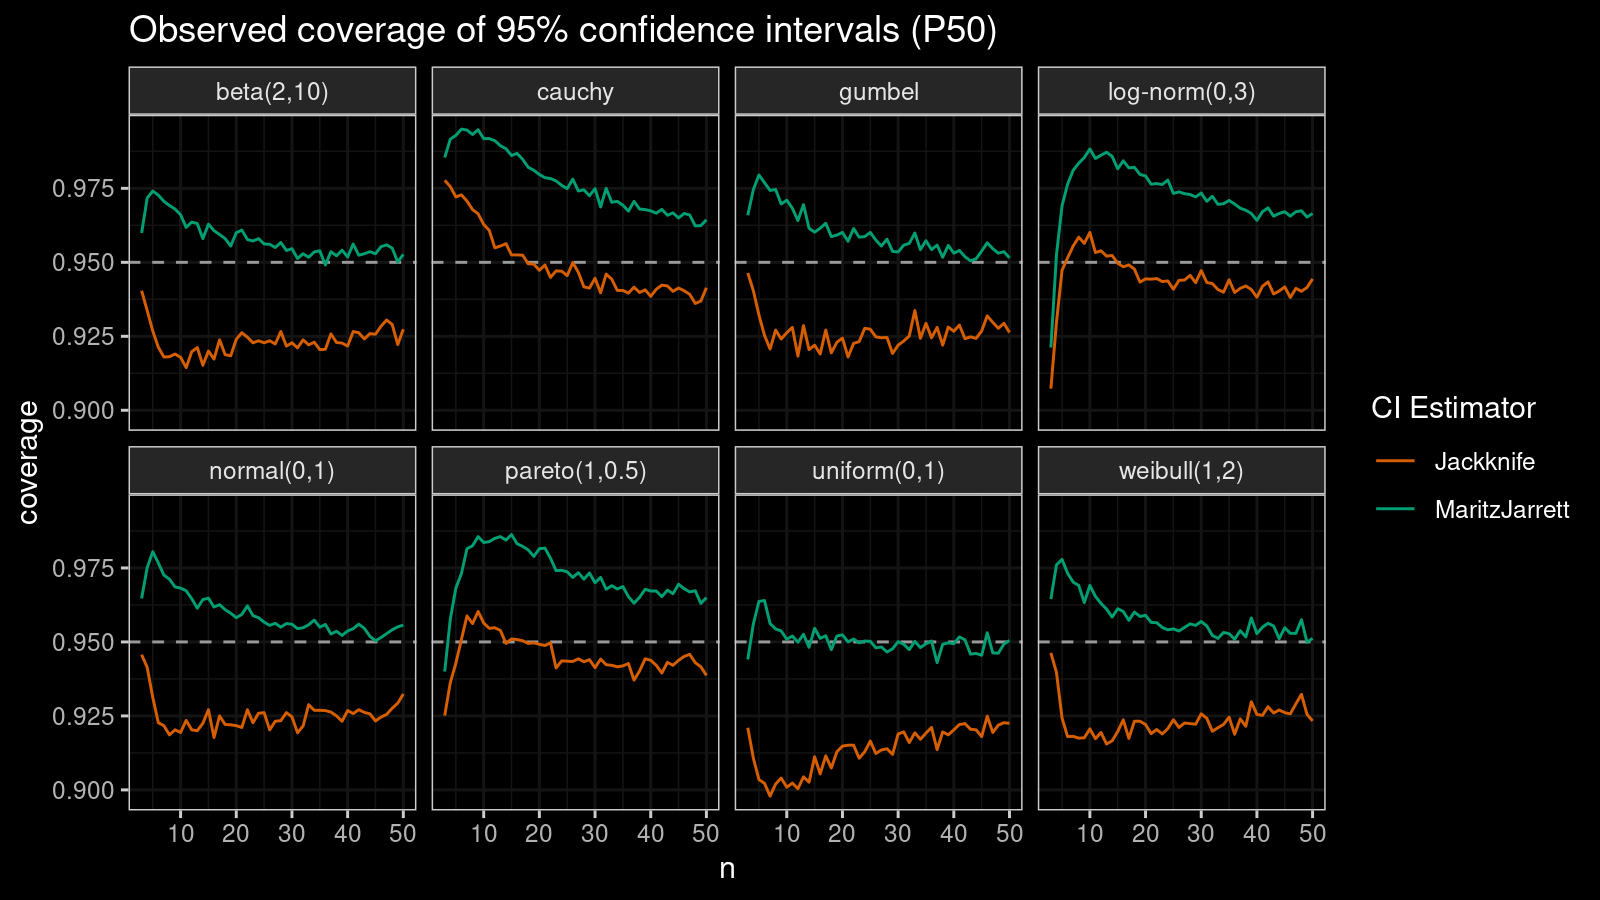 Observed coverage of 95% confidence intervals (P50)
beta(2,10)
cauchy
gumbel
log-norm(0,3)
0.975
0.950
0.925
0.900
coverage
normal(0,1)
pareto(1,0.5)
uniform(0,1)
weibull(1,2)
0.975
0.950
0.925
0.900
10 20 30 40 50
10 20 30 40 50
10 20 30 40 50
10 20 30 40 50
n
CI Estimator
Jackknife
MaritzJarrett